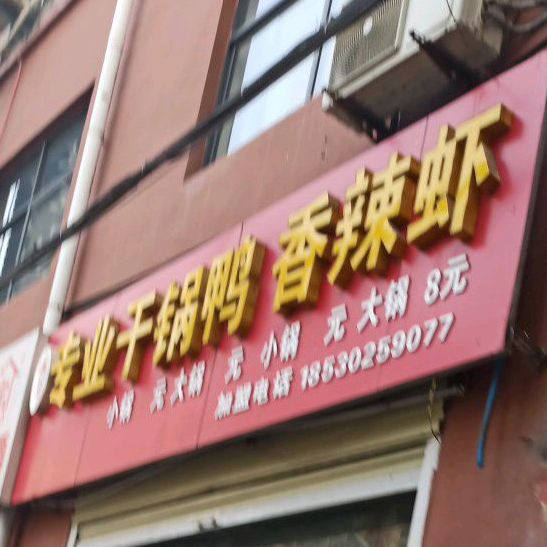 专业干锅鸭 香辣虾
小锅 元 大锅 元 小锅 元 大锅 8元
加盟电话 18530259077